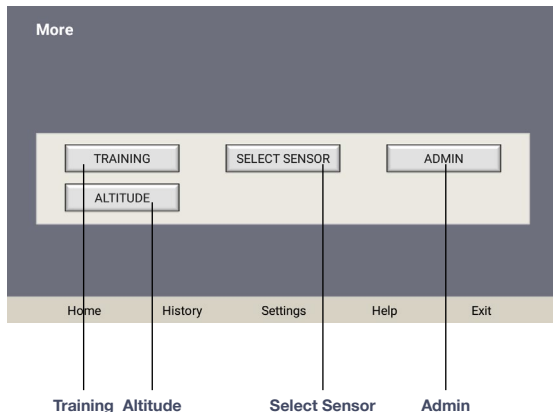 More
TRAINING SELECT SENSOR ADMIN
ALTITUDE
Home History Settings Help Exit
Training Altitude Select Sensor Admin